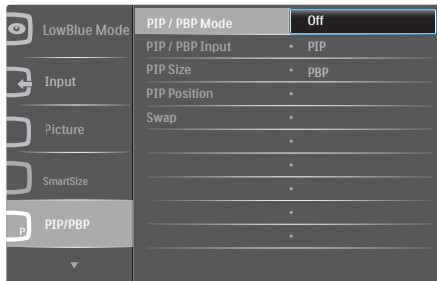 LowBlue Mode
Input
Picture
SmartSize
P
PIP/PBP
PIP / PBP Mode
Off
PIP / PBP Input
• PIP
PIP Size
• PBP
PIP Position
•
Swap
•
•
•
•
•